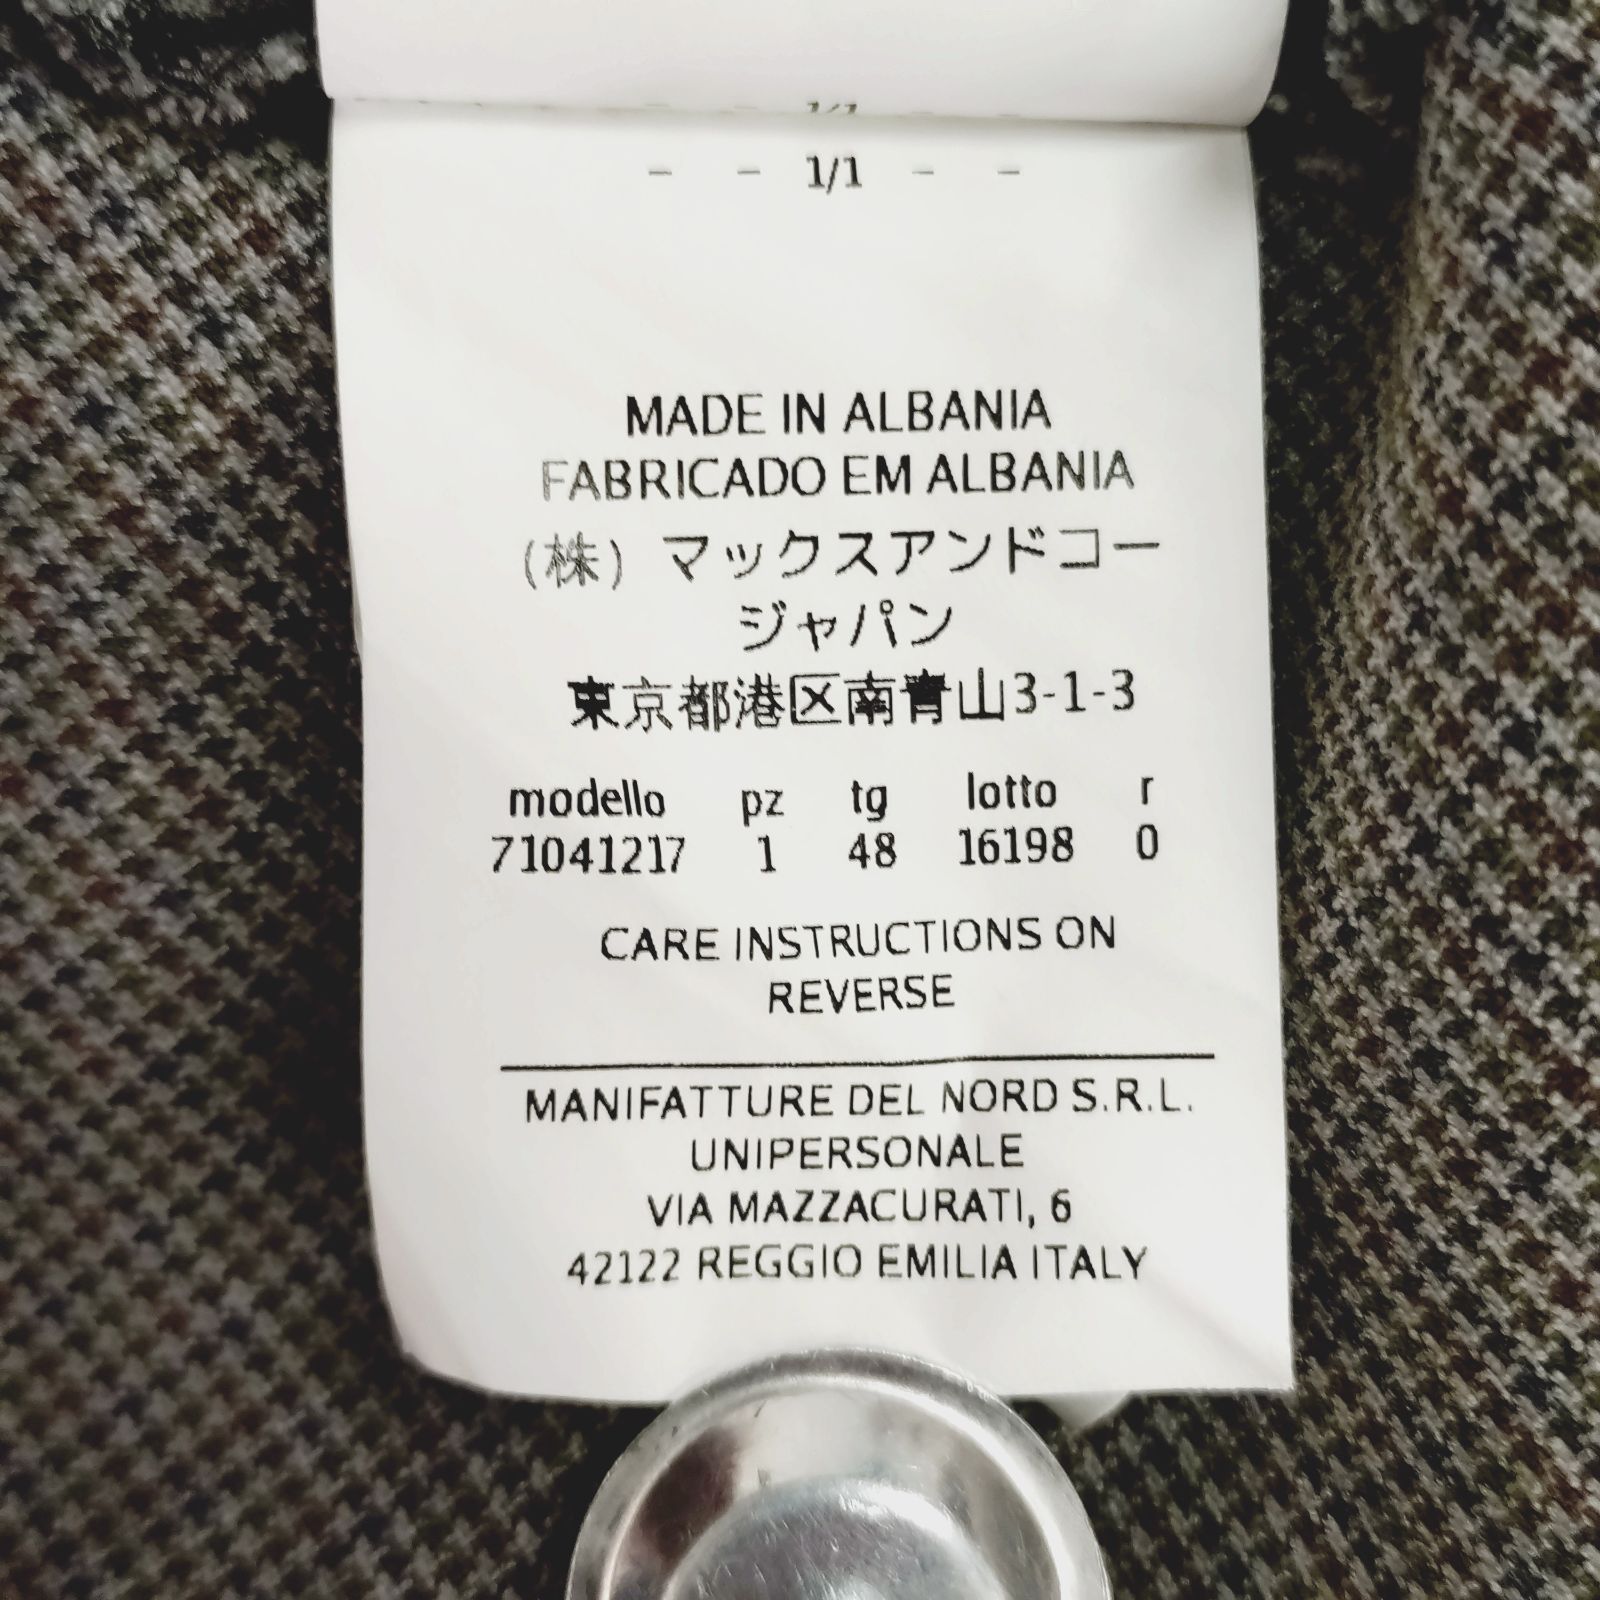 - - 1/1 - -
MADE IN ALBANIA
FABRICADO EM ALBANIA
(株) マックスアンドコー
ジャパン
東京都港区南青山3-1-3
modello pz tg lotto r
71041217 1 48 16198 0
CARE INSTRUCTIONS ON
REVERSE
MANIFATTURE DEL NORD S.R.L.
UNIPERSONALE
VIA MAZZACURATI, 6
42122 REGGIO EMILIA ITALY